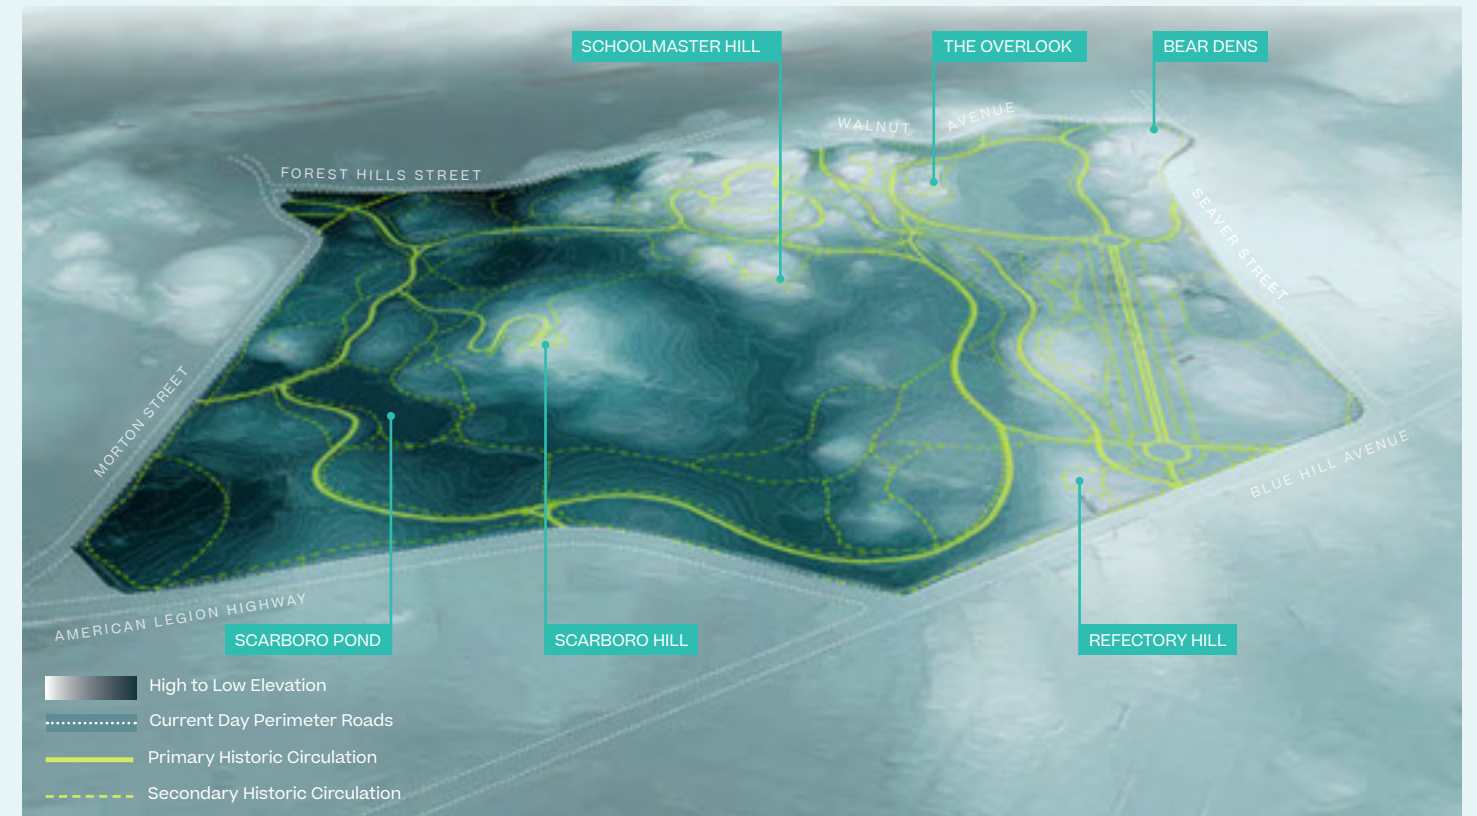 SCHOOLMASTER HILL
THE OVERLOOK
BEAR DENS
WALNUT AVENUE
FOREST HILLS STREET
SEAVER STREET
MORTON STREET
BLUE HILL AVENUE
AMERICAN LEGION HIGHWAY
SCARBORO POND
SCARBORO HILL
REFECTORY HILL
High to Low Elevation
Current Day Perimeter Roads
Primary Historic Circulation
Secondary Historic Circulation